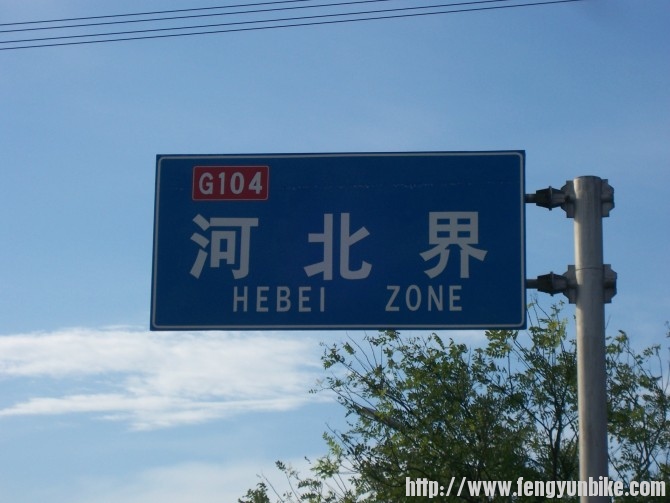 G104
河北界
HEBEI ZONE
http://www.fengyunbike.com